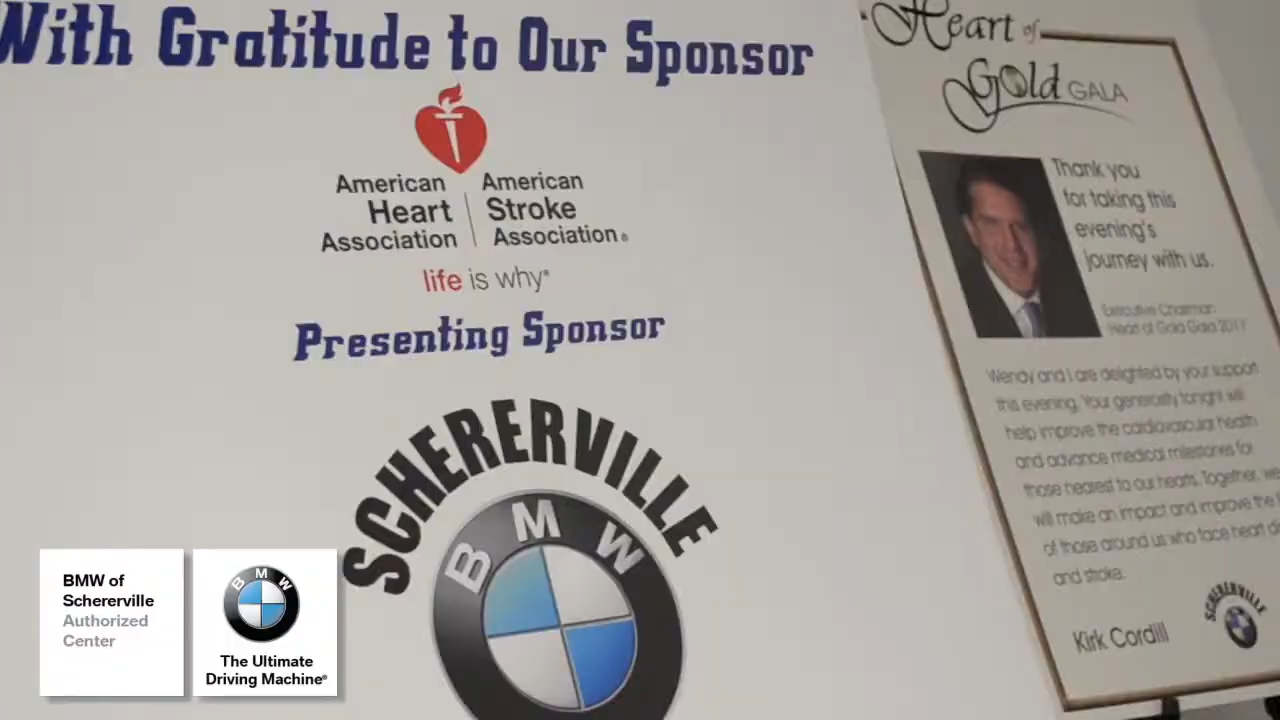 With Gratitude to Our Sponsor
American Heart Association
American Stroke Association®
life is why®
Presenting Sponsor
SCHERERVILLE
BMW
Heart of
Gold GALA
Thank you
for taking this
evening's
journey with us.
Executive Chairman
Heart of Gold Gala
Wendy and I are delighted by your support
this evening. Your generosity tonight will
help improve the cardiovascular health
and advance medical milestones for
those nearest to our hearts. Together, we
will make an impact and improve the
of those around us who face heart
and stroke.
Kirk Cordill
SCHERERVILLE
BMW of
Schererville
Authorized
Center
BMW
The Ultimate
Driving Machine®